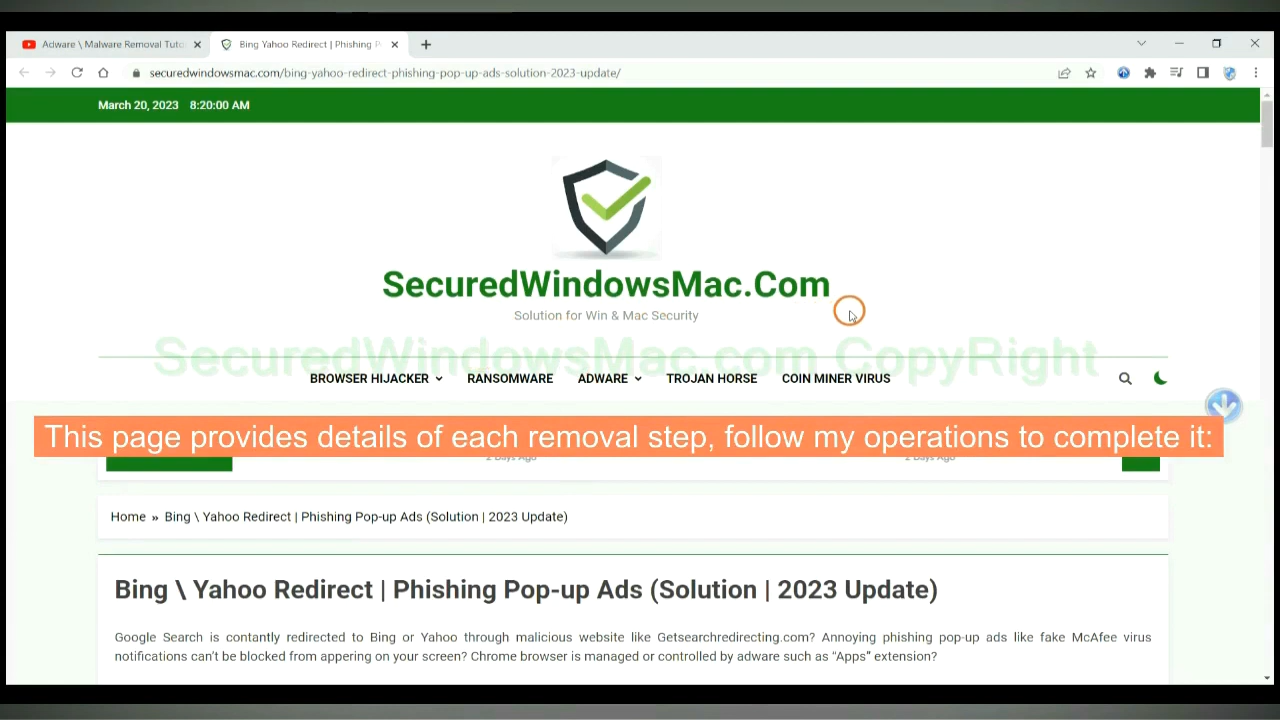 Adware \ Malware Removal Tuto
Bing Yahoo Redirect | Phishing P
securedwindowsmac.com/bing-yahoo-redirect-phishing-pop-up-ads-solution-2023-update/
March 20, 2023 8:20:00 AM
SecuredWindowsMac.Com
Solution for Win & Mac Security
SecuredWindowsMac.com CopyRight
BROWSER HIJACKER RANSOMWARE ADWARE TROJAN HORSE COIN MINER VIRUS
This page provides details of each removal step, follow my operations to complete it:
2 Days Ago 2 Days Ago
Home » Bing \ Yahoo Redirect | Phishing Pop-up Ads (Solution | 2023 Update)
Bing \ Yahoo Redirect | Phishing Pop-up Ads (Solution | 2023 Update)
Google Search is contantly redirected to Bing or Yahoo through malicious website like Getsearchredirecting.com? Annoying phishing pop-up ads like fake McAfee virus
notifications can't be blocked from appering on your screen? Chrome browser is managed or controlled by adware such as “Apps” extension?